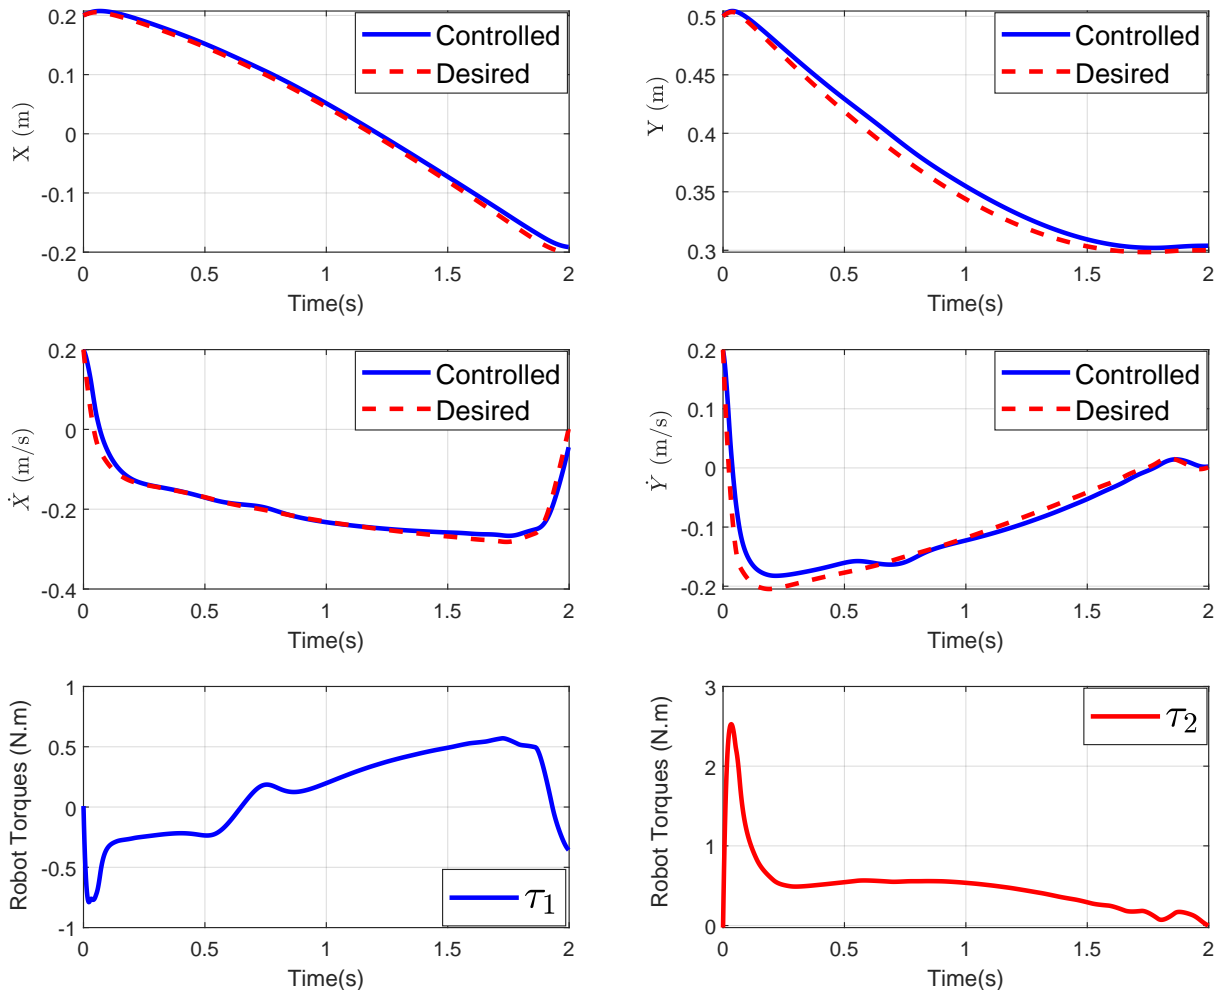 0.2
0.1
0
-0.1
-0.2
X (m)
0
0.5
1
1.5
2
Time(s)
Controlled
Desired
0.5
0.45
0.4
0.35
0.3
Y (m)
0
0.5
1
1.5
2
Time(s)
Controlled
Desired
0.2
0
-0.2
-0.4
Ẋ (m/s)
0
0.5
1
1.5
2
Time(s)
Controlled
Desired
0.2
0.1
0
-0.1
-0.2
Ẏ (m/s)
0
0.5
1
1.5
2
Time(s)
Controlled
Desired
1
0.5
0
-0.5
-1
Robot Torques (N.m)
0
0.5
1
1.5
2
Time(s)
τ1
3
2
1
0
Robot Torques (N.m)
0
0.5
1
1.5
2
Time(s)
τ2